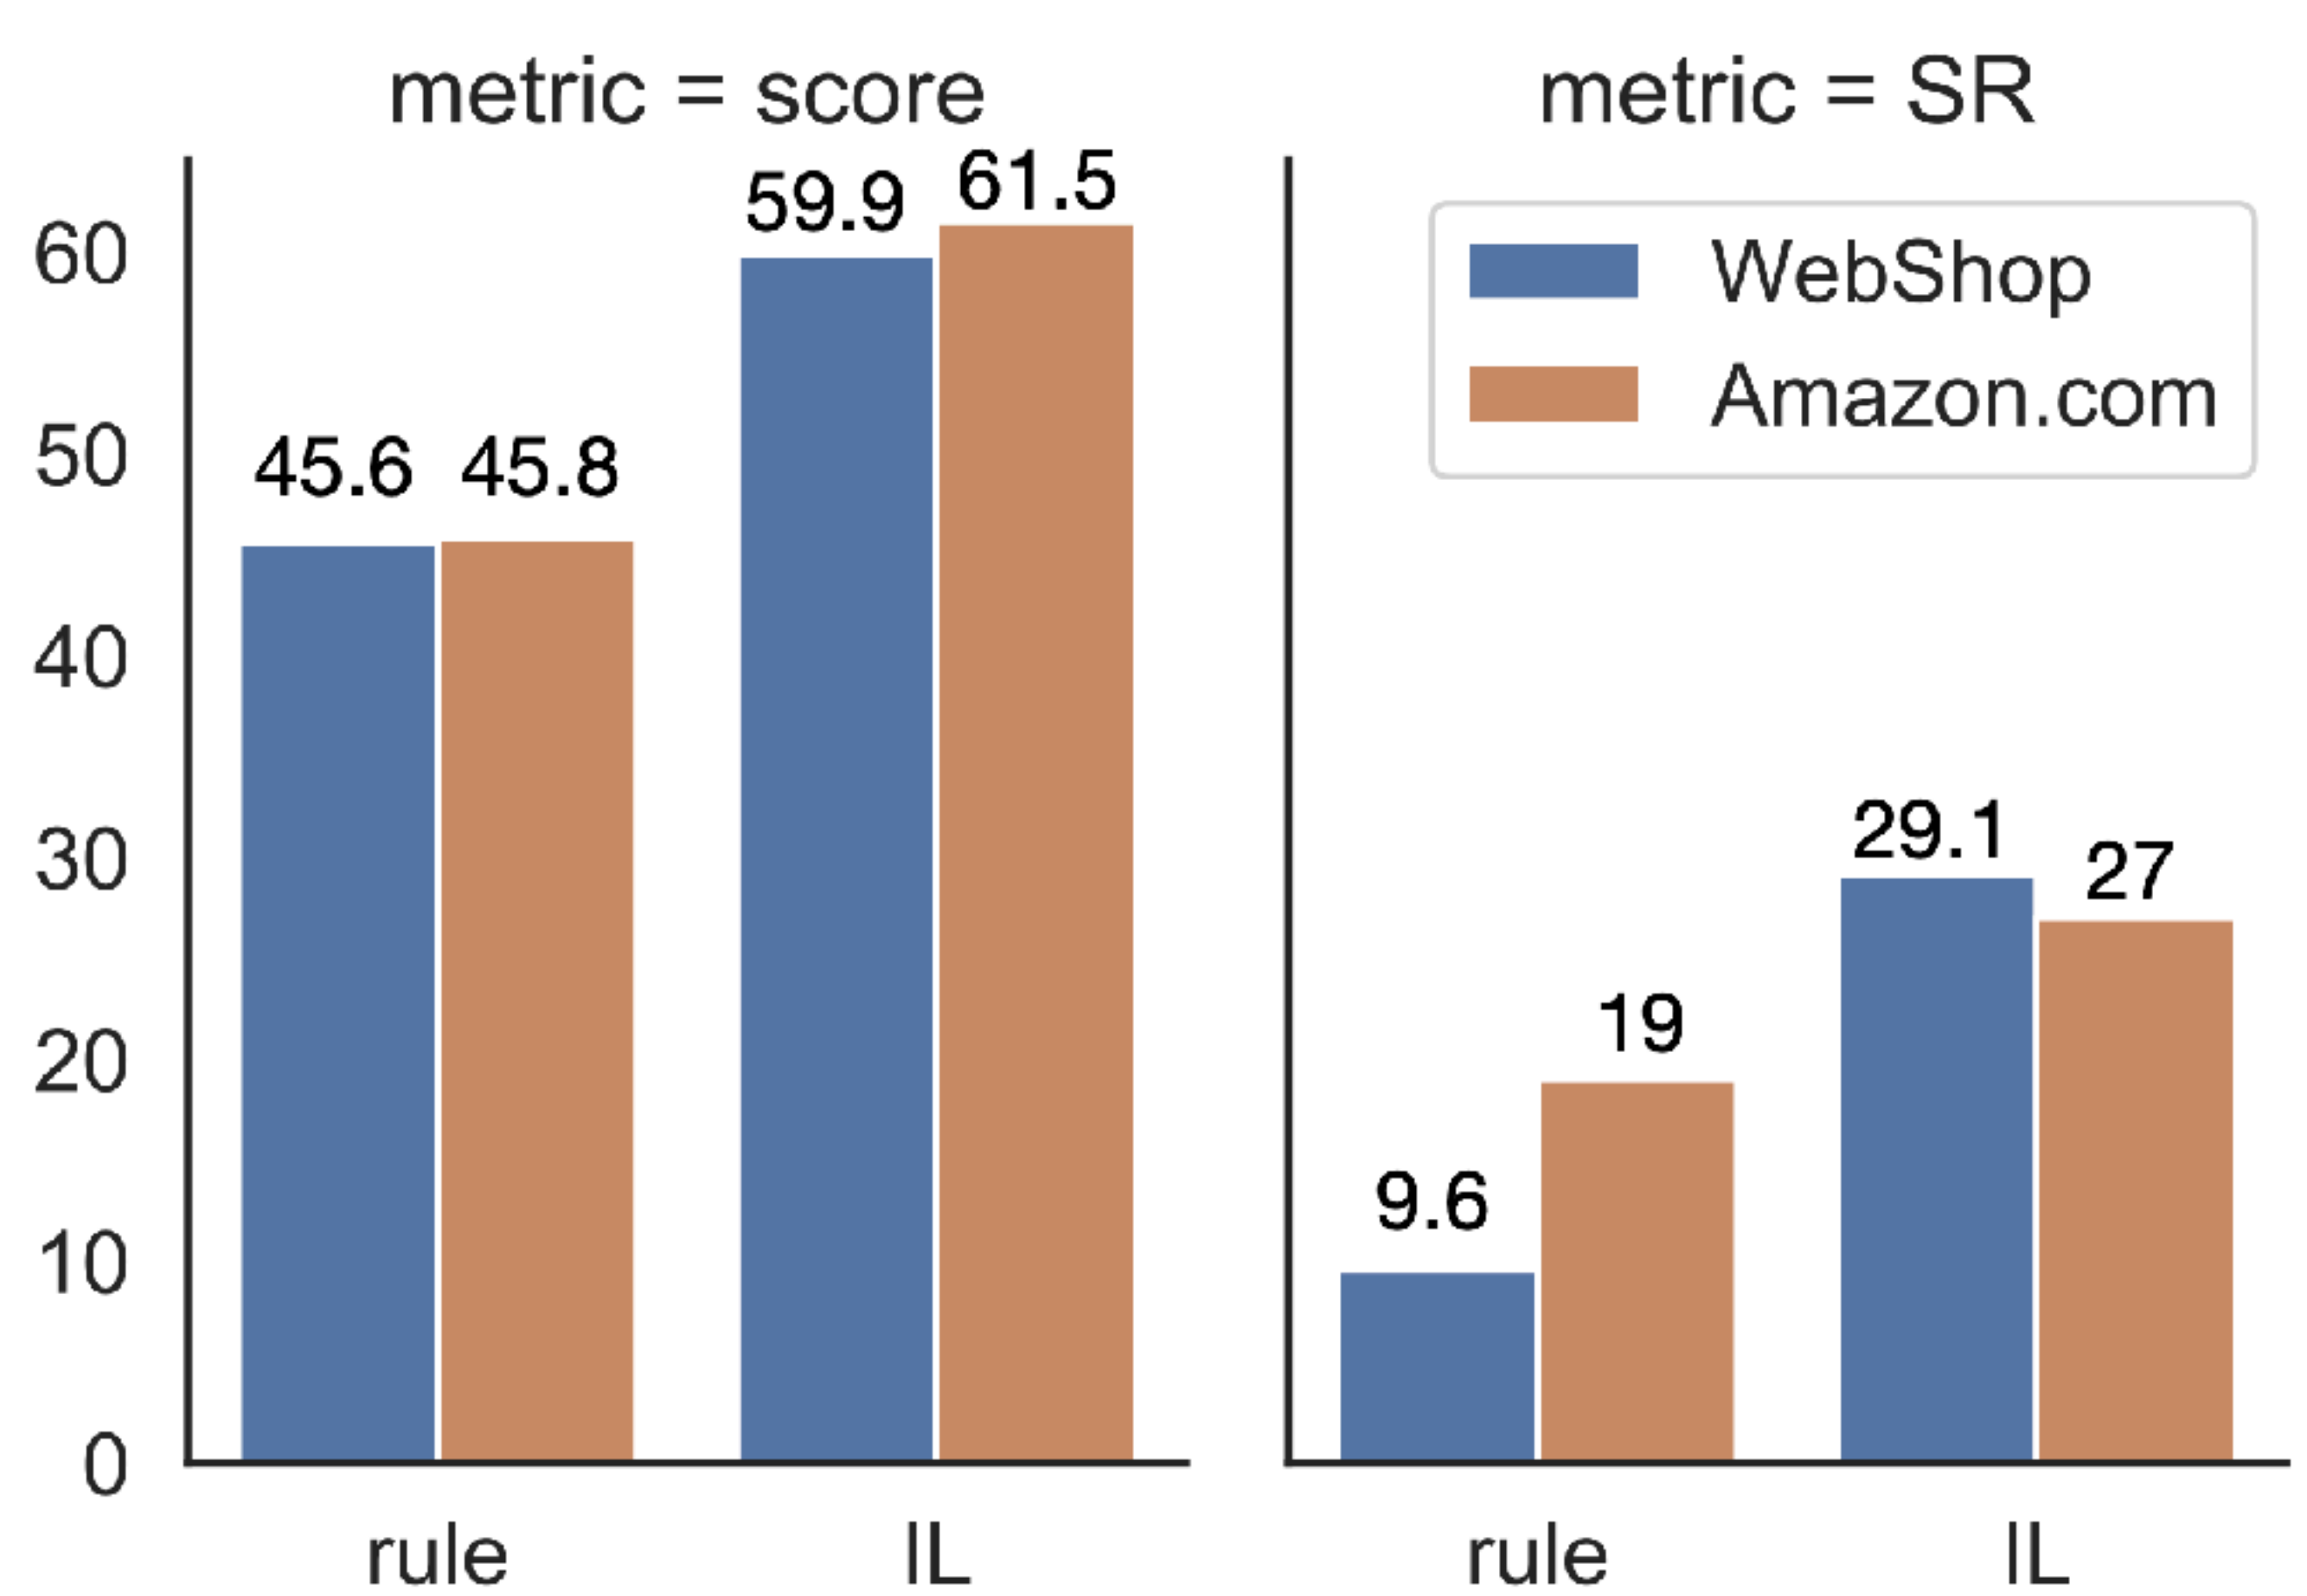 metric = score
60
50
40
30
20
10
0
45.6
45.8
59.9
61.5
rule
IL
metric = SR
WebShop
Amazon.com
9.6
19
29.1
27
rule
IL